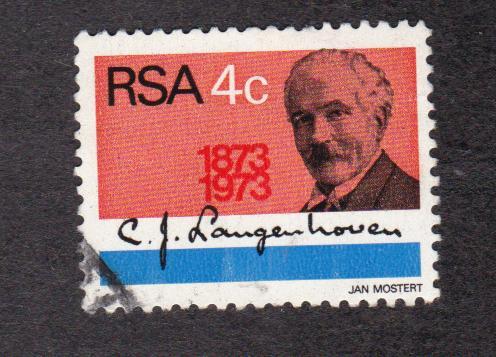 RSA 4c
1873
1973
C. J. Langenhoven
JAN MOSTERT